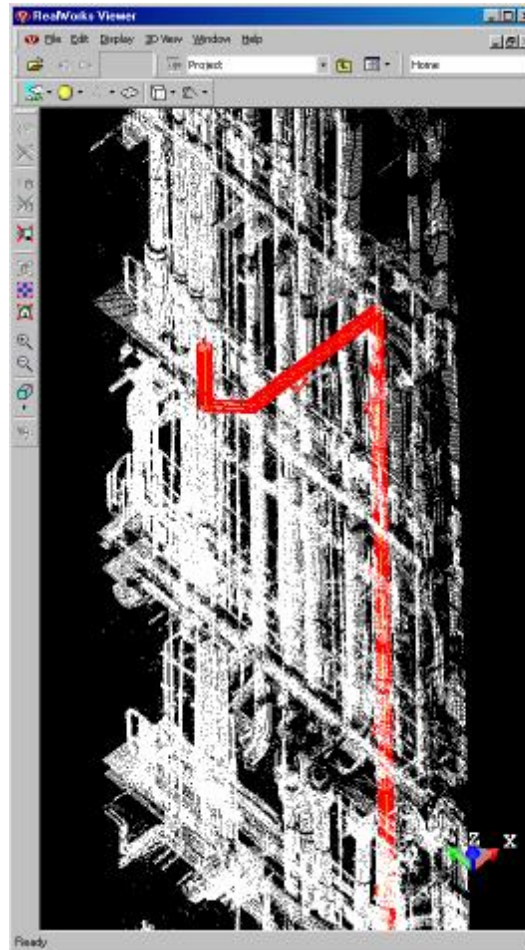 RealWorks Viewer
File Edit Display 3D View Window Help
Project Home
Z
X
Ready